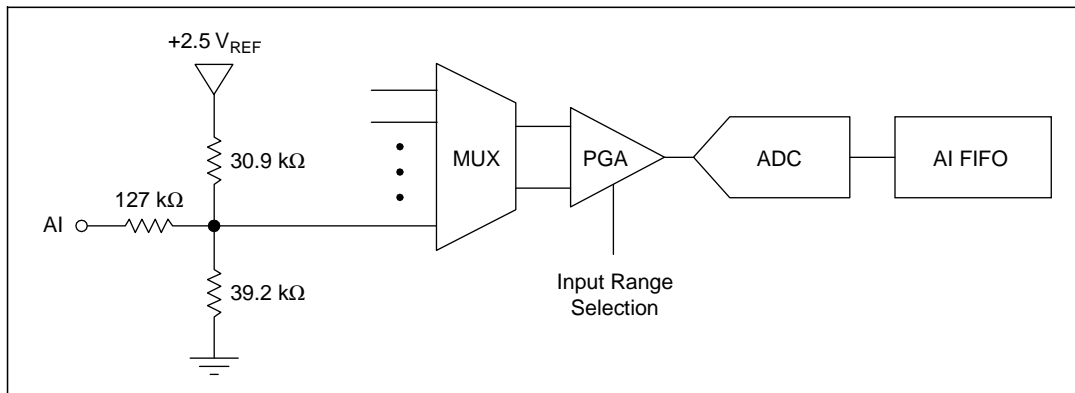 +2.5 V_REF
30.9 kΩ
127 kΩ
AI
39.2 kΩ
MUX
PGA
ADC
AI FIFO
Input Range
Selection